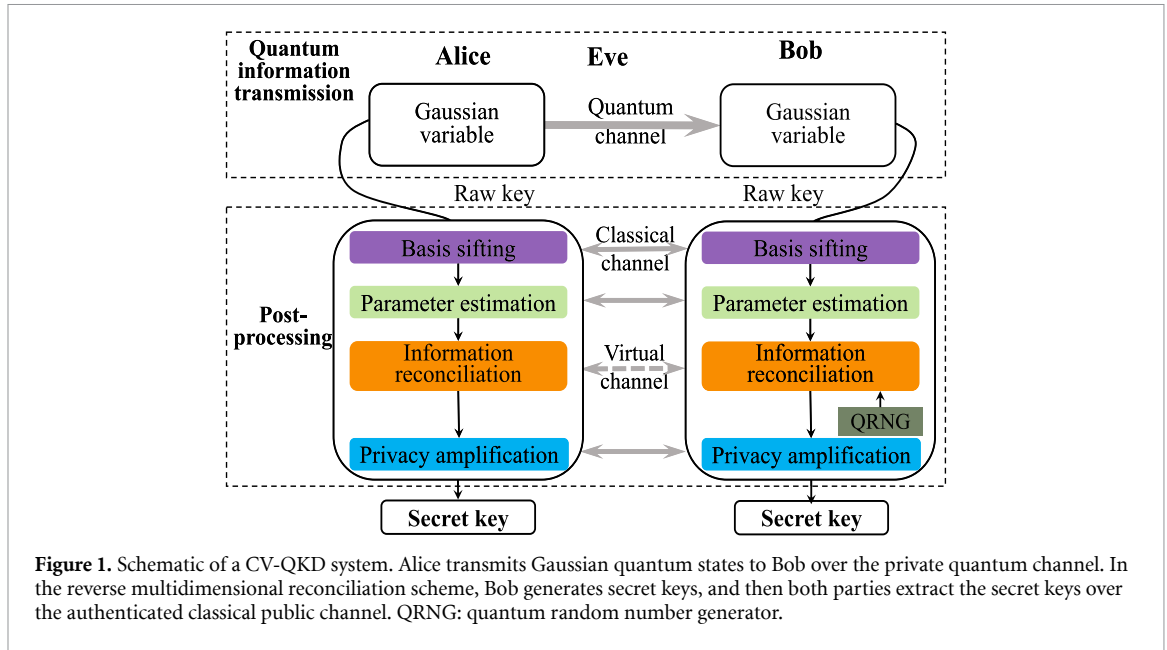 Quantum
information
transmission
Alice
Eve
Bob
Gaussian
variable
Quantum
channel
Gaussian
variable
Raw key
Raw key
Post-
processing
Basis sifting
Classical
channel
Basis sifting
Parameter estimation
Parameter estimation
Information
reconciliation
Virtual
channel
Information
reconciliation
QRNG
Privacy amplification
Privacy amplification
Secret key
Secret key
Figure 1. Schematic of a CV-QKD system. Alice transmits Gaussian quantum states to Bob over the private quantum channel. In
the reverse multidimensional reconciliation scheme, Bob generates secret keys, and then both parties extract the secret keys over
the authenticated classical public channel. QRNG: quantum random number generator.